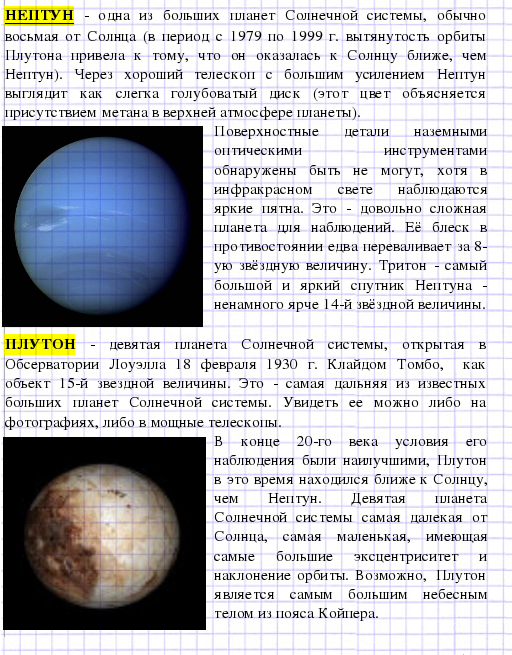 НЕПТУН - одна из больших планет Солнечной системы, обычно
восьмая от Солнца (в период с 1979 по 1999 г. вытянутость орбиты
Плутона привела к тому, что он оказалась к Солнцу ближе, чем
Нептун). Через хороший телескоп с большим усилением Нептун
выглядит как слегка голубоватый диск (этот цвет объясняется
присутствием метана в верхней атмосфере планеты).
Поверхностные детали наземными
оптическими инструментами
обнаружены быть не могут, хотя в
инфракрасном свете наблюдаются
яркие пятна. Это - довольно сложная
планета для наблюдений. Её блеск в
противостоянии едва переваливает за 8-
ую звёздную величину. Тритон - самый
большой и яркий спутник Нептуна -
ненамного ярче 14-й звёздной величины.
ПЛУТОН - девятая планета Солнечной системы, открытая в
Обсерватории Лоуэлла 18 февраля 1930 г. Клайдом Томбо, как
объект 15-й звездной величины. Это - самая дальняя из известных
больших планет Солнечной системы. Увидеть ее можно либо на
фотографиях, либо в мощные телескопы.
В конце 20-го века условия его
наблюдения были наилучшими, Плутон
в это время находился ближе к Солнцу,
чем Нептун. Девятая планета
Солнечной системы самая далекая от
Солнца, самая маленькая, имеющая
самые большие эксцентриситет и
наклонение орбиты. Возможно, Плутон
является самым большим небесным
телом из пояса Койпера.